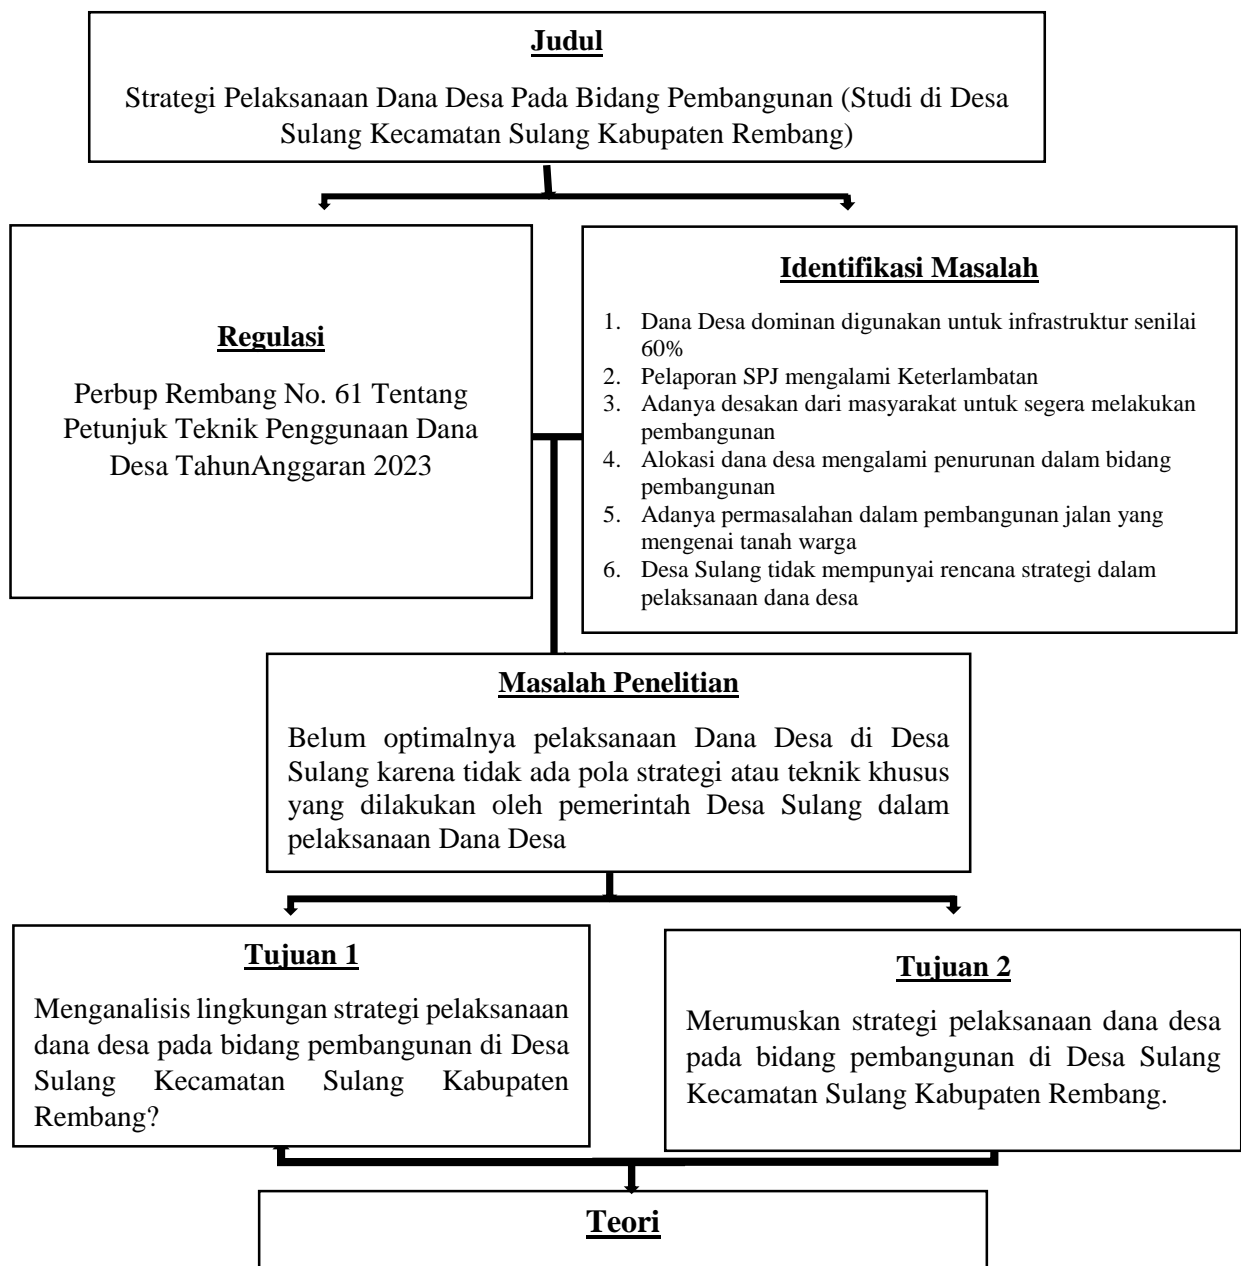 Judul
Strategi Pelaksanaan Dana Desa Pada Bidang Pembangunan (Studi di Desa
Sulang Kecamatan Sulang Kabupaten Rembang)
Regulasi
Perbup Rembang No. 61 Tentang
Petunjuk Teknik Penggunaan Dana
Desa TahunAnggaran 2023
Identifikasi Masalah
1. Dana Desa dominan digunakan untuk infrastruktur senilai
60%
2. Pelaporan SPJ mengalami Keterlambatan
3. Adanya desakan dari masyarakat untuk segera melakukan
pembangunan
4. Alokasi dana desa mengalami penurunan dalam bidang
pembangunan
5. Adanya permasalahan dalam pembangunan jalan yang
mengenai tanah warga
6. Desa Sulang tidak mempunyai rencana strategi dalam
pelaksanaan dana desa
Masalah Penelitian
Belum optimalnya pelaksanaan Dana Desa di Desa
Sulang karena tidak ada pola strategi atau teknik khusus
yang dilakukan oleh pemerintah Desa Sulang dalam
pelaksanaan Dana Desa
Tujuan 1
Menganalisis lingkungan strategi pelaksanaan
dana desa pada bidang pembangunan di Desa
Sulang Kecamatan Sulang Kabupaten
Rembang?
Tujuan 2
Merumuskan strategi pelaksanaan dana desa
pada bidang pembangunan di Desa Sulang
Kecamatan Sulang Kabupaten Rembang.
Teori